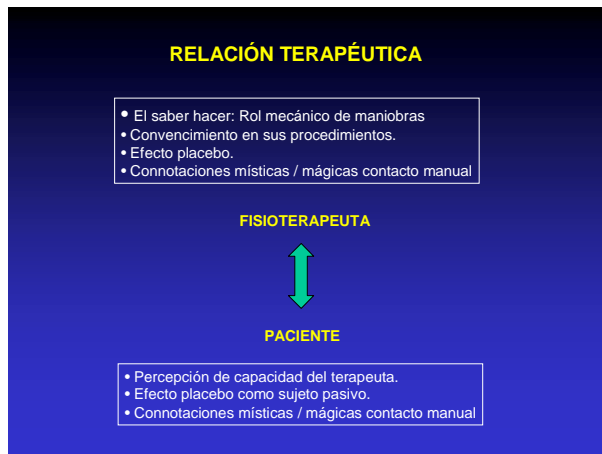 RELACIÓN TERAPÉUTICA
• El saber hacer: Rol mecánico de maniobras
• Convencimiento en sus procedimientos.
• Efecto placebo.
• Connotaciones místicas / mágicas contacto manual
FISIOTERAPEUTA
PACIENTE
• Percepción de capacidad del terapeuta.
• Efecto placebo como sujeto pasivo.
• Connotaciones místicas / mágicas contacto manual